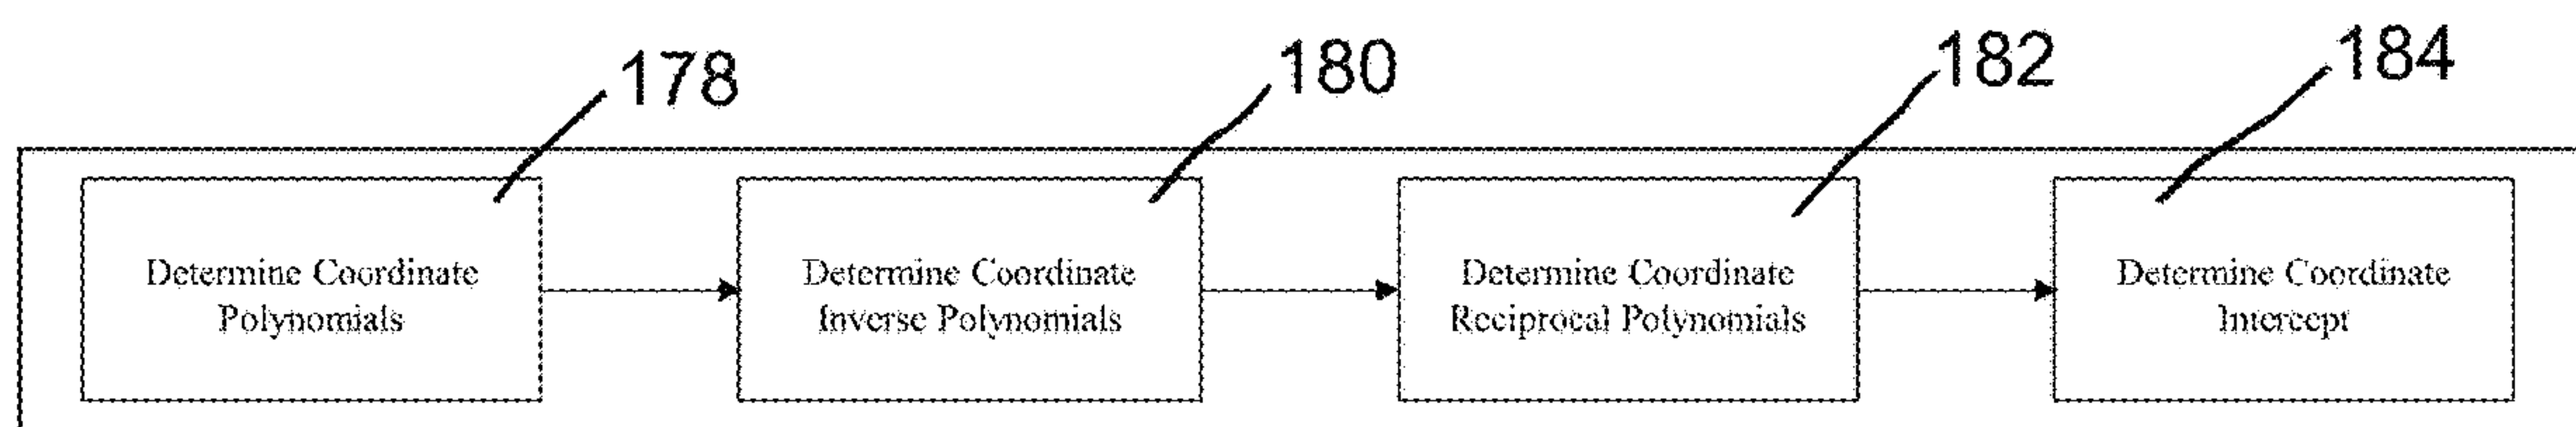 178
180
182
184
Determine Coordinate
Polynomials
Determine Coordinate
Inverse Polynomials
Determine Coordinate
Reciprocal Polynomials
Determine Coordinate
Intercept